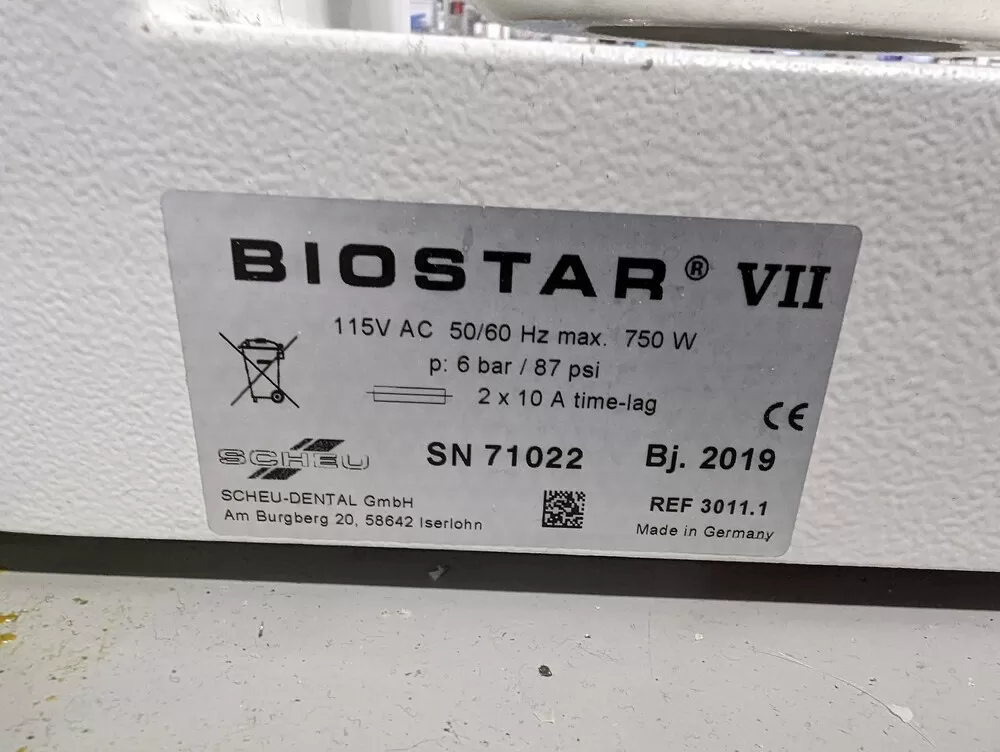 BIOSTAR® VII
115V AC 50/60 Hz max. 750 W
p: 6 bar / 87 psi
2 x 10 A time-lag
CE
SCHEU
SN 71022 Bj. 2019
SCHEU-DENTAL GmbH
Am Burgberg 20, 58642 Iserlohn
REF 3011.1
Made in Germany